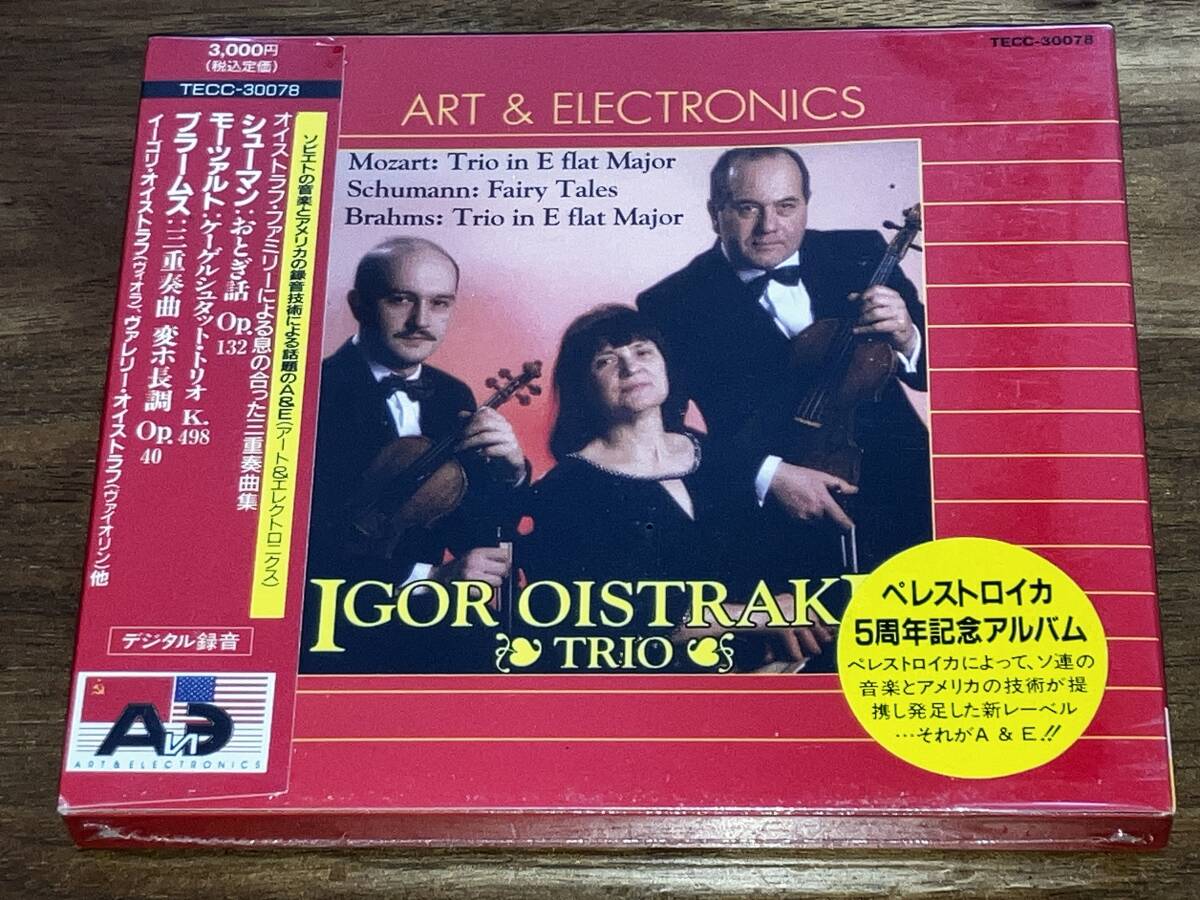 3,000円
(税込定価)
TECC-30078
ソビエトの音楽とアメリカの録音技術による話題のA&E(アート&エレクトロニクス)
オイストラフ・ファミリーによる息の合った三重奏曲集
シューマン:おとぎ話 Op.132
モーツァルト:ケーゲルシュタット・トリオ K.498
ブラームス:三重奏曲 変ホ長調 Op.40
イーゴリ・オイストラフ(ヴィオラ)、ヴァレリー・オイストラフ(ヴァイオリン)他
デジタル録音
ART & ELECTRONICS
TECC-30078
ART & ELECTRONICS
Mozart: Trio in E flat Major
Schumann: Fairy Tales
Brahms: Trio in E flat Major
IGOR OISTRAK
TRIO
ペレストロイカ
5周年記念アルバム
ペレストロイカによって、ソ連の
音楽とアメリカの技術が提
携し発足した新レーベル
…それがA & E!!